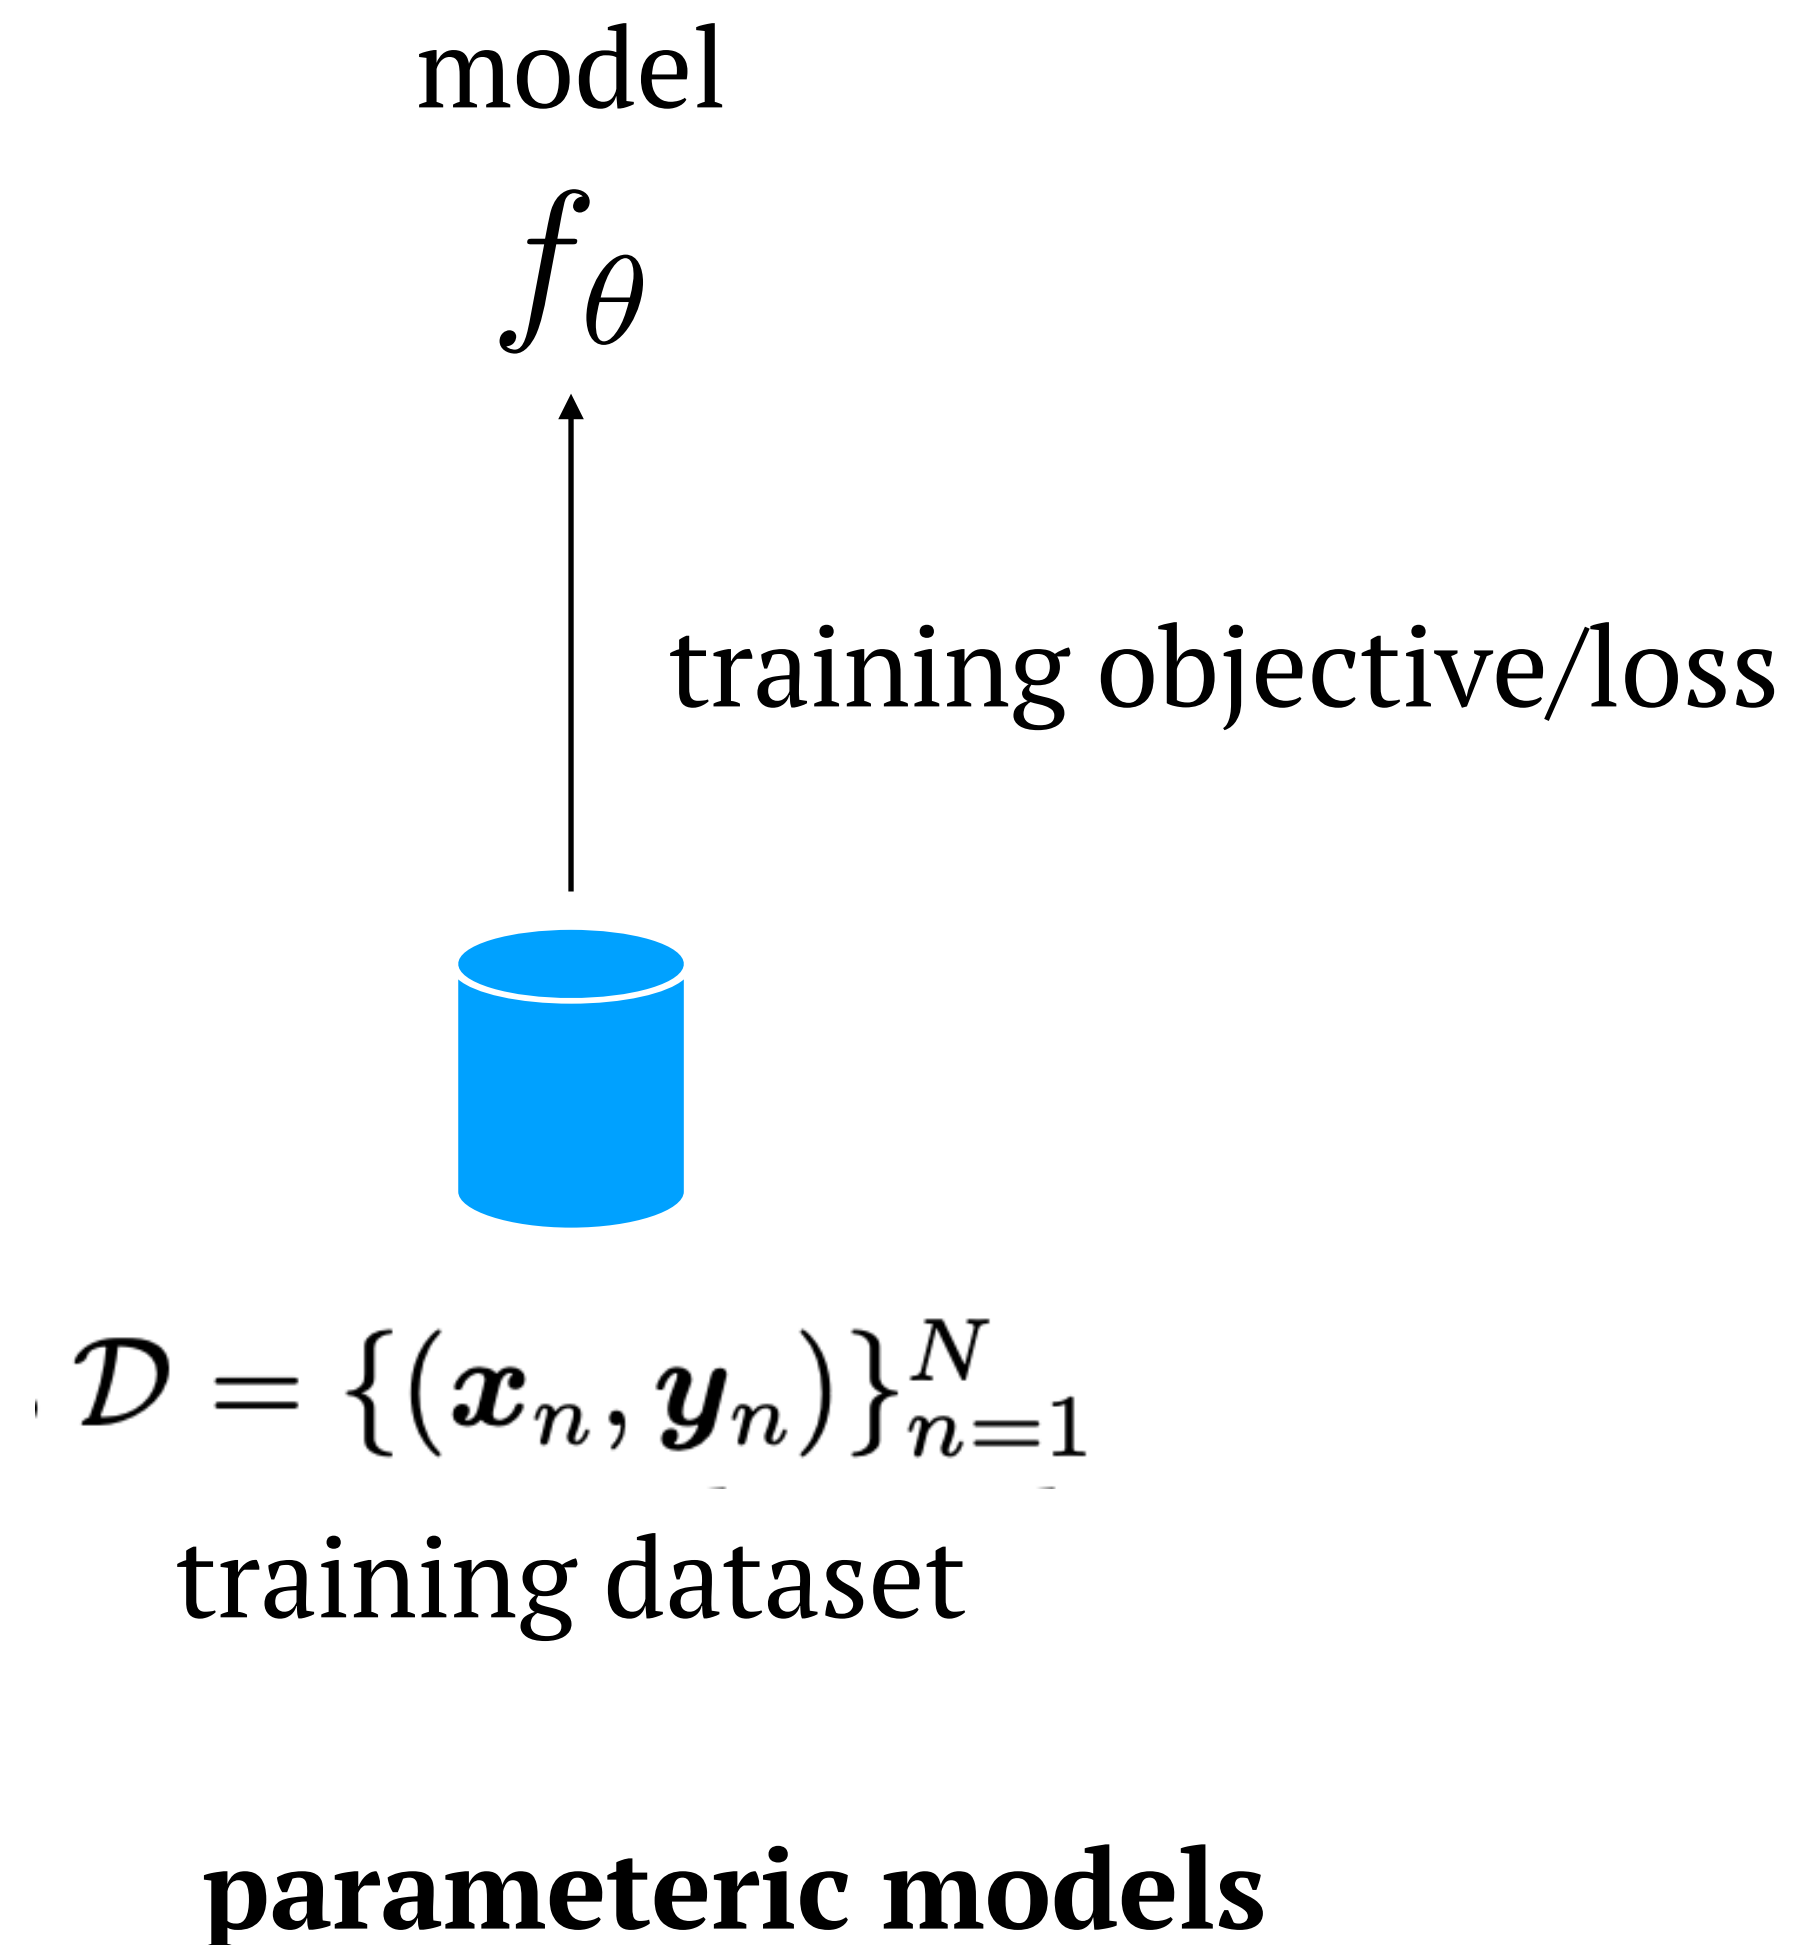 model
f_θ
training objective/loss
𝒟 = {(𝒙_n, 𝒚_n)}_{n=1}^N
training dataset
parameteric models